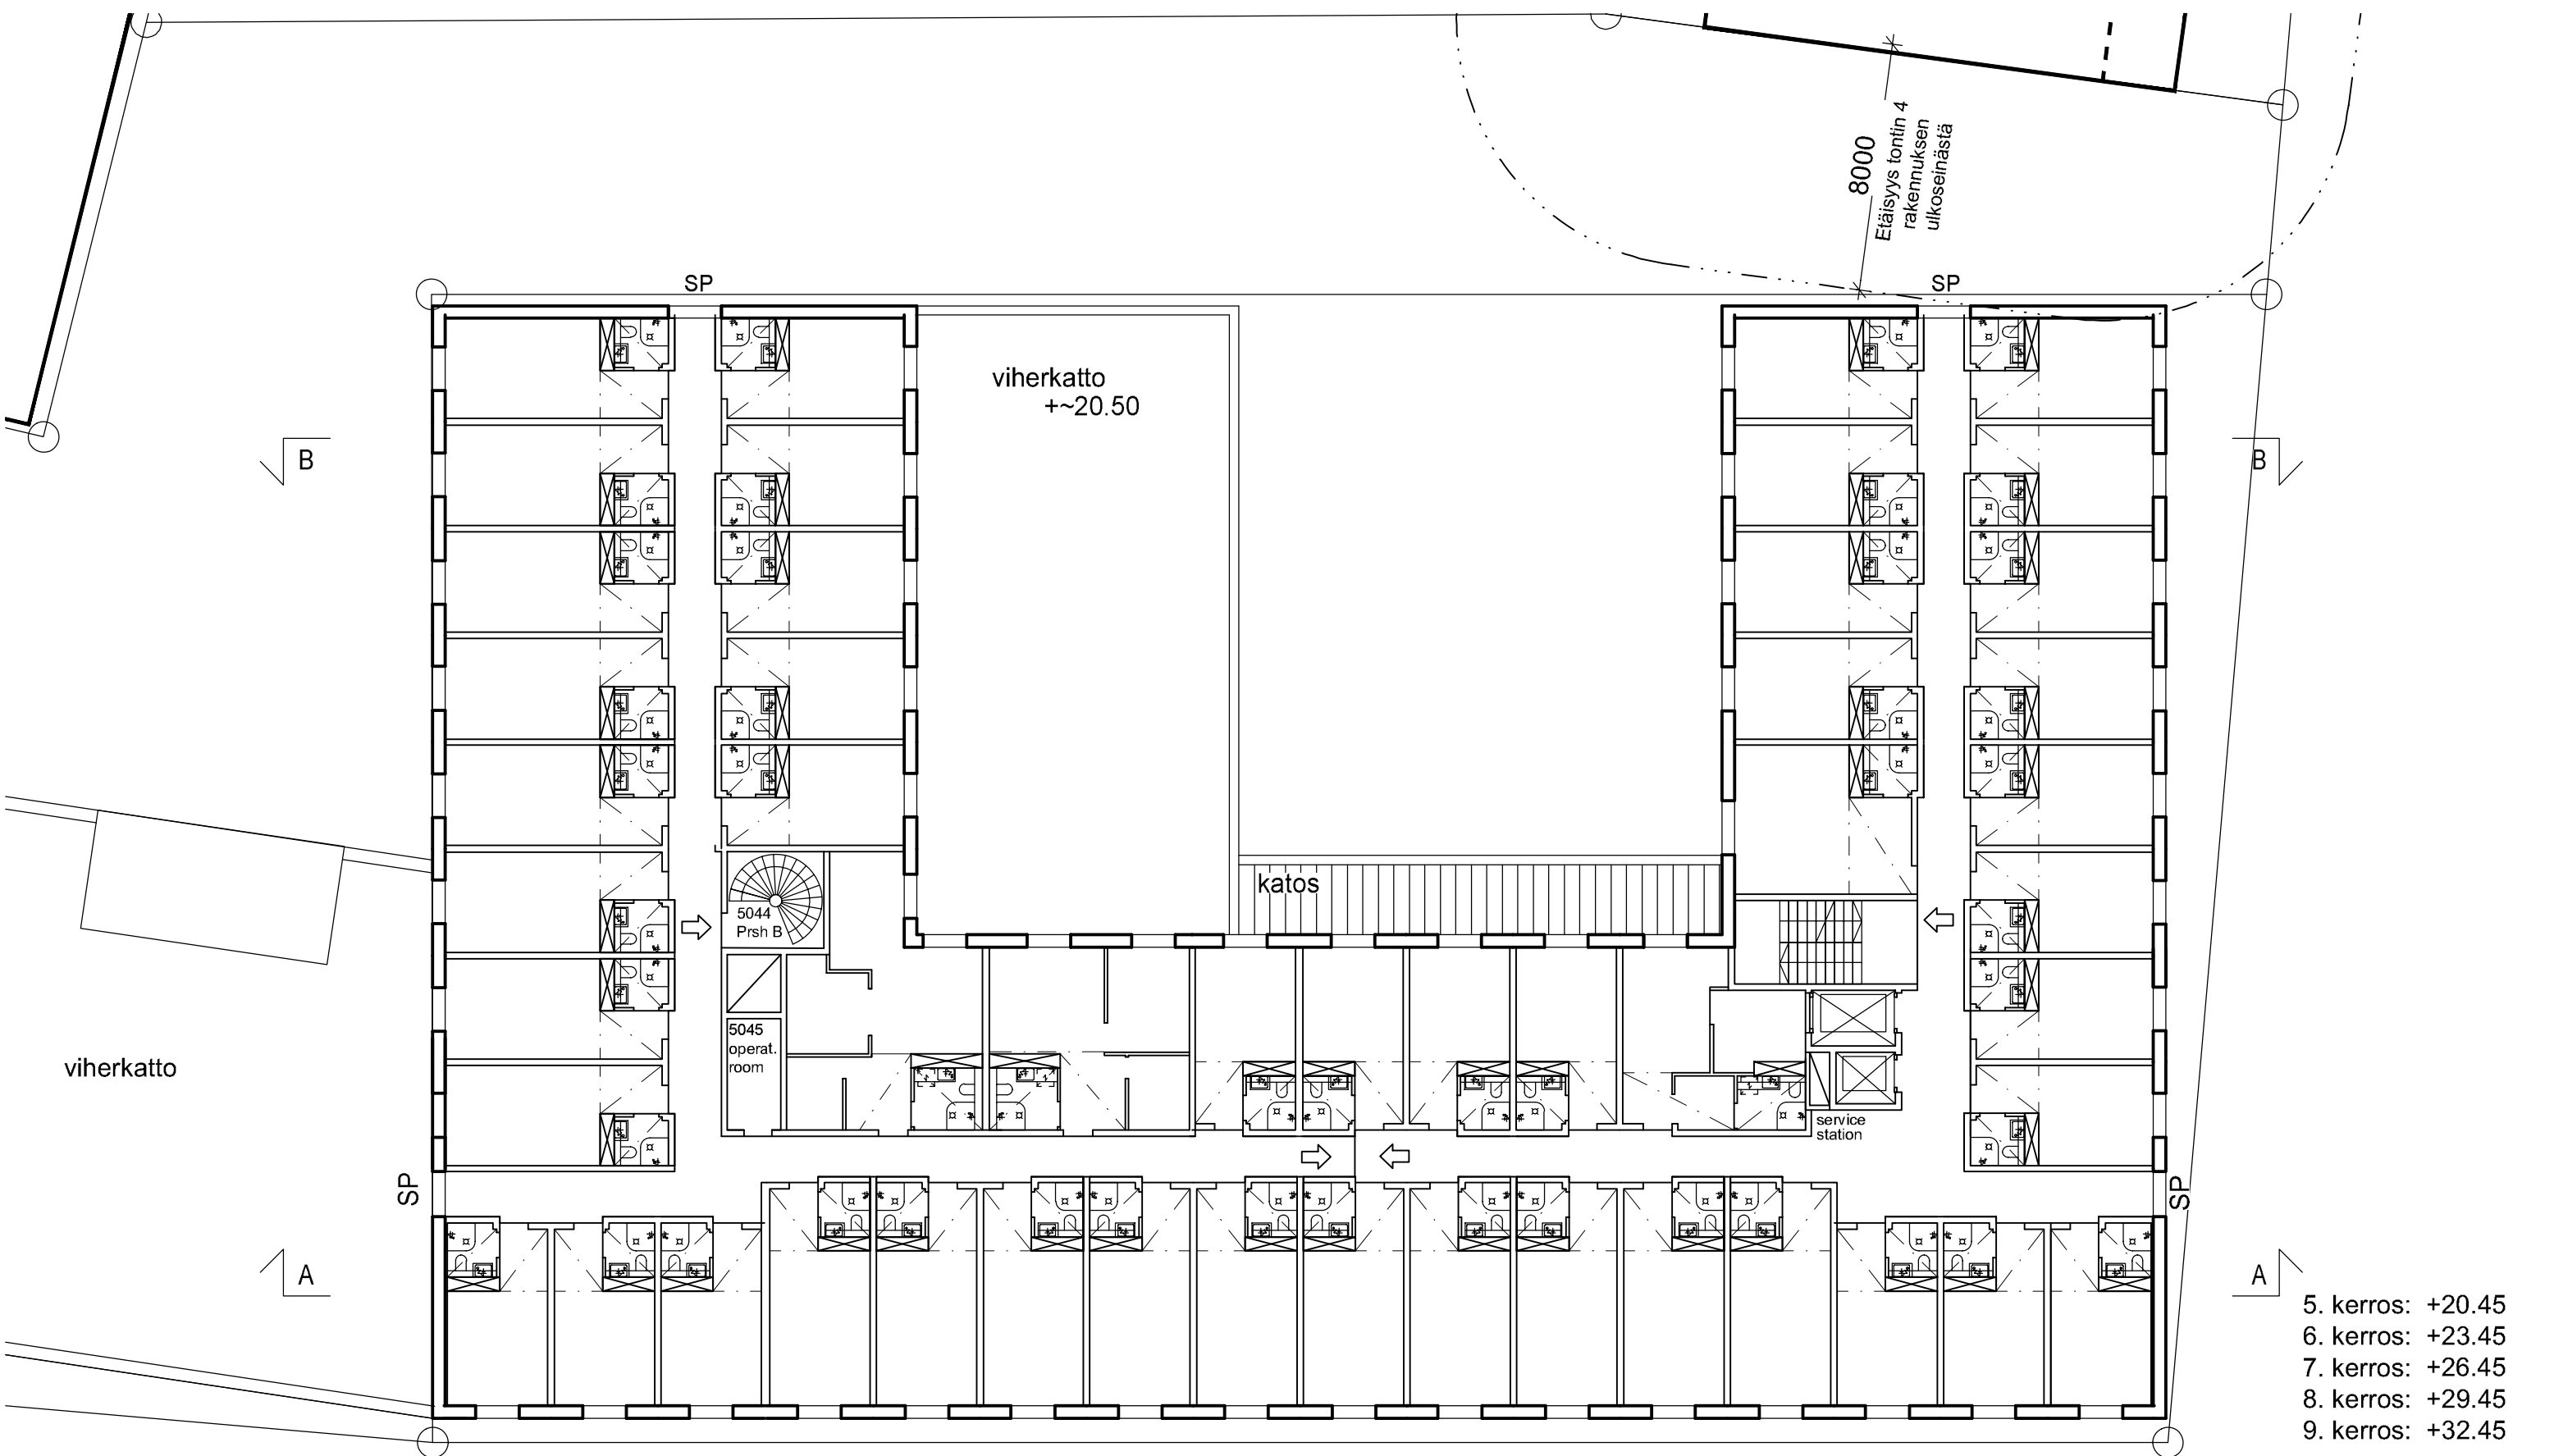 8000
Etäisyys tontin 4
rakennuksen
ulkoseinästä
SP
SP
viherkatto
+~20.50
B
B
katos
5044
Prsh B
5045
operat.
room
viherkatto
service
station
SP
SP
A
A
5. kerros: +20.45
6. kerros: +23.45
7. kerros: +26.45
8. kerros: +29.45
9. kerros: +32.45